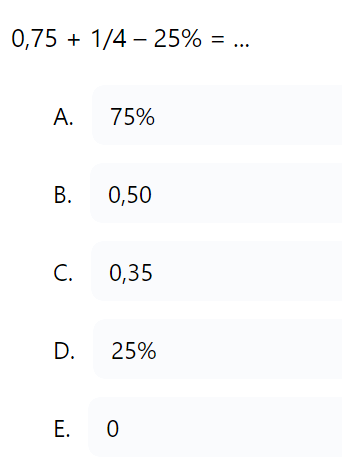 0,75 + 1/4 – 25% = ...
A. 75%
B. 0,50
C. 0,35
D. 25%
E. 0